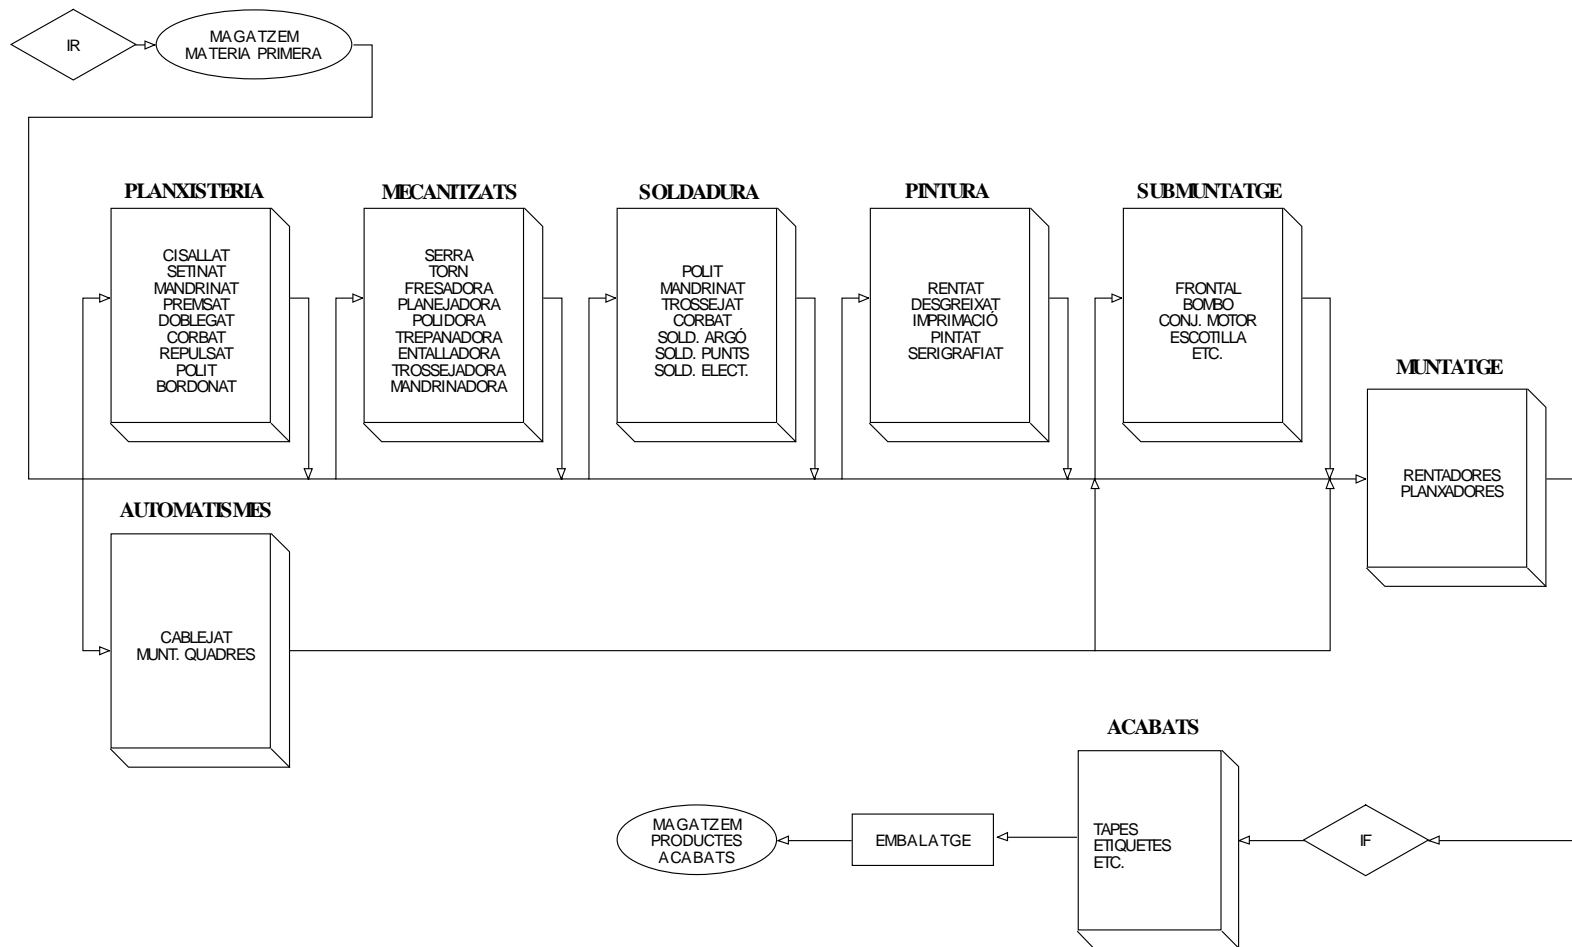 IR
MAGATZEM
MATERIA PRIMERA
PLANXISTERIA
CISALLAT
SETINAT
MANDRINAT
PREMSAT
DOBLEGAT
CORBAT
REPULSAT
POLIT
BORDONAT
MECANITZATS
SERRA
TORN
FRESADORA
PLANEJADORA
POLIDORA
TREPANADORA
ENTALLADORA
TROSSEJADORA
MANDRINADORA
SOLDADURA
POLIT
MANDRINAT
TROSSEJAT
CORBAT
SOLD. ARGÓ
SOLD. PUNTS
SOLD. ELECT.
PINTURA
RENTAT
DESGREIXAT
IMPRIMACIÓ
PINTAT
SERIGRAFIAT
SUBMUNTATGE
FRONTAL
BOMBO
CONJ. MOTOR
ESCOTILLA
ETC.
MUNTATGE
RENTADORES
PLANXADORES
AUTOMATISMES
CABLEJAT
MUNT. QUADRES
ACABATS
TAPES
ETIQUETES
ETC.
IF
EMBALATGE
MAGATZEM
PRODUCTES
ACABATS